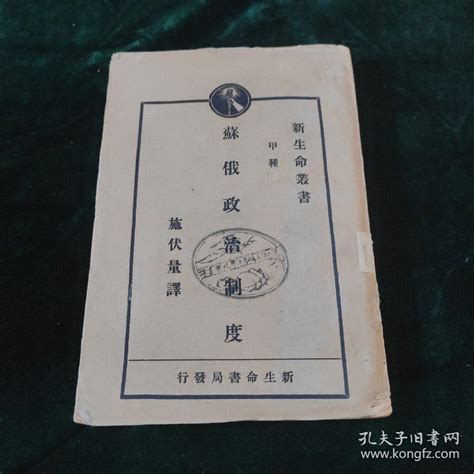 新生命叢書
甲種
蘇俄政治制度
施伏量譯
行發局書命生新
孔夫子旧书网
www.kongfz.com